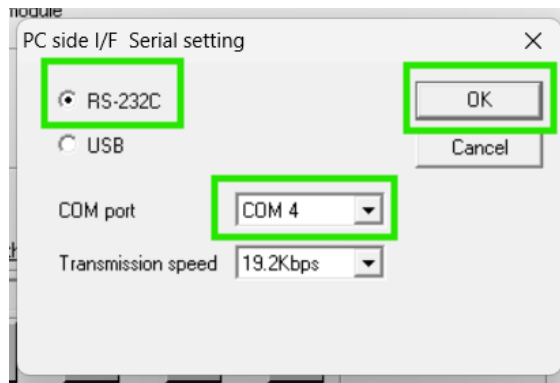 module
PC side I/F Serial setting
RS-232C
OK
USB
Cancel
COM port
COM 4
Transmission speed
19.2Kbps